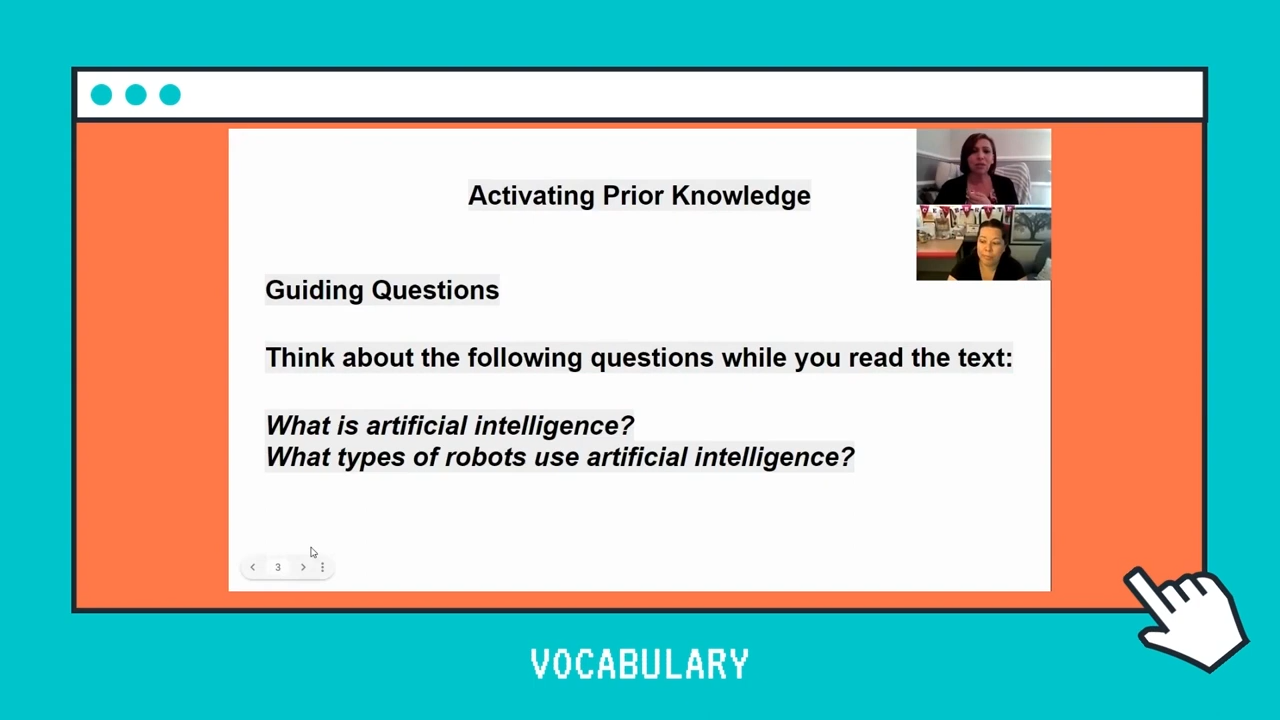 Activating Prior Knowledge
Guiding Questions
Think about the following questions while you read the text:
What is artificial intelligence?
What types of robots use artificial intelligence?
3
VOCABULARY